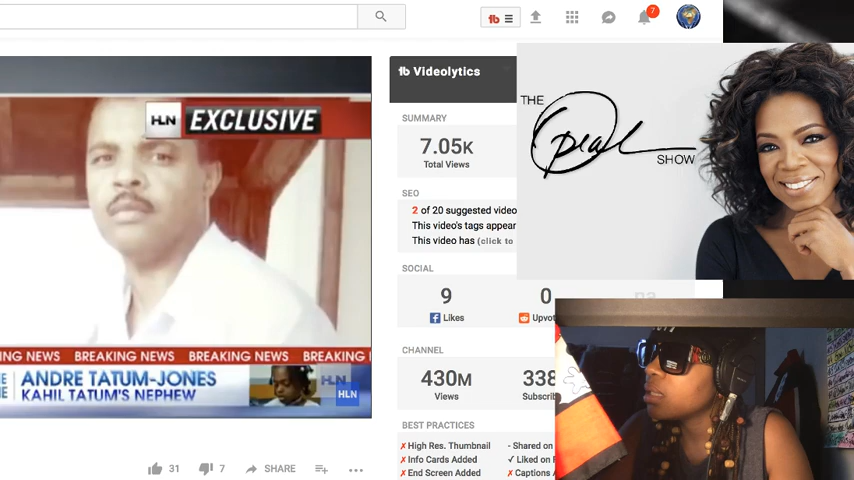 7
HLN EXCLUSIVE
BREAKING NEWS BREAKING NEWS BREAKING
ANDRE TATUM-JONES
KAHIL TATUM'S NEPHEW
HLN
31 7 SHARE
tb Videolytics
SUMMARY
7.05K
Total Views
SEO
2 of 20 suggested video
This video's tags appear
This video has (click to
SOCIAL
9 0 na
Likes Upvot
CHANNEL
430M 338
Views Subscrib
BEST PRACTICES
✗ High Res. Thumbnail - Shared on
✗ Info Cards Added ✓ Liked on F
✗ End Screen Added ✗ Captions A
THE
Oprah
SHOW